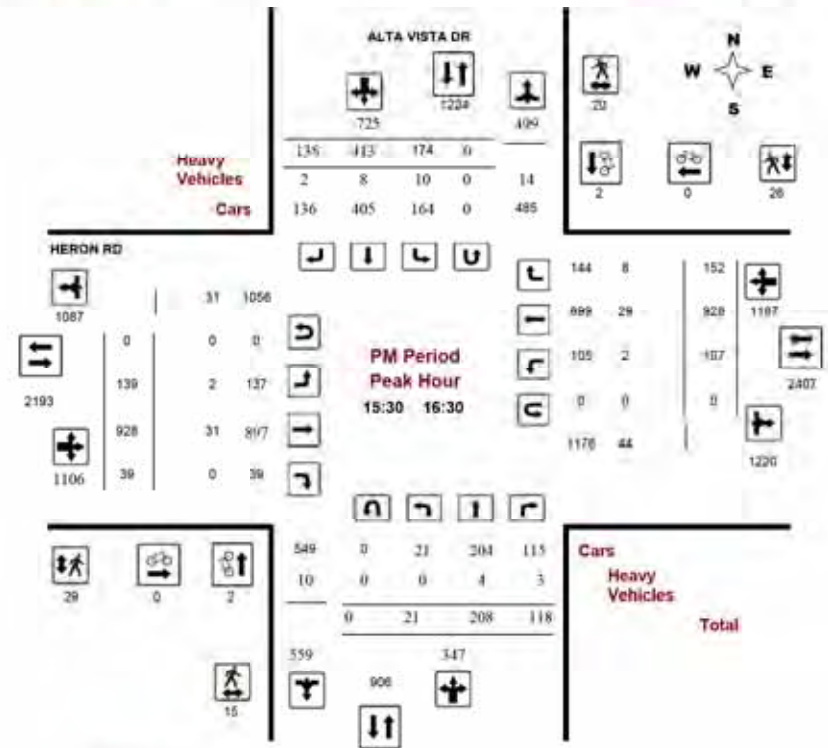 ALTA VISTA DR
N
W E
S
1224
20
725 499
138 413 174 0
Heavy
Vehicles
2 8 10 0 14
Cars
136 405 164 0 485
2 0 26
HERON RD
144 8 152
31 1056
1087
899 29 928 1187
0 0 0
PM Period
Peak Hour
15:30 16:30
105 2 107
139 2 137
2193
2407
0 0 0
928 31 897
1176 44
1106
39 0 39
1220
549 0 21 204 115
Cars
10 0 0 4 3
Heavy
Vehicles
29 0 2
0 21 208 118
Total
559 347
906
15